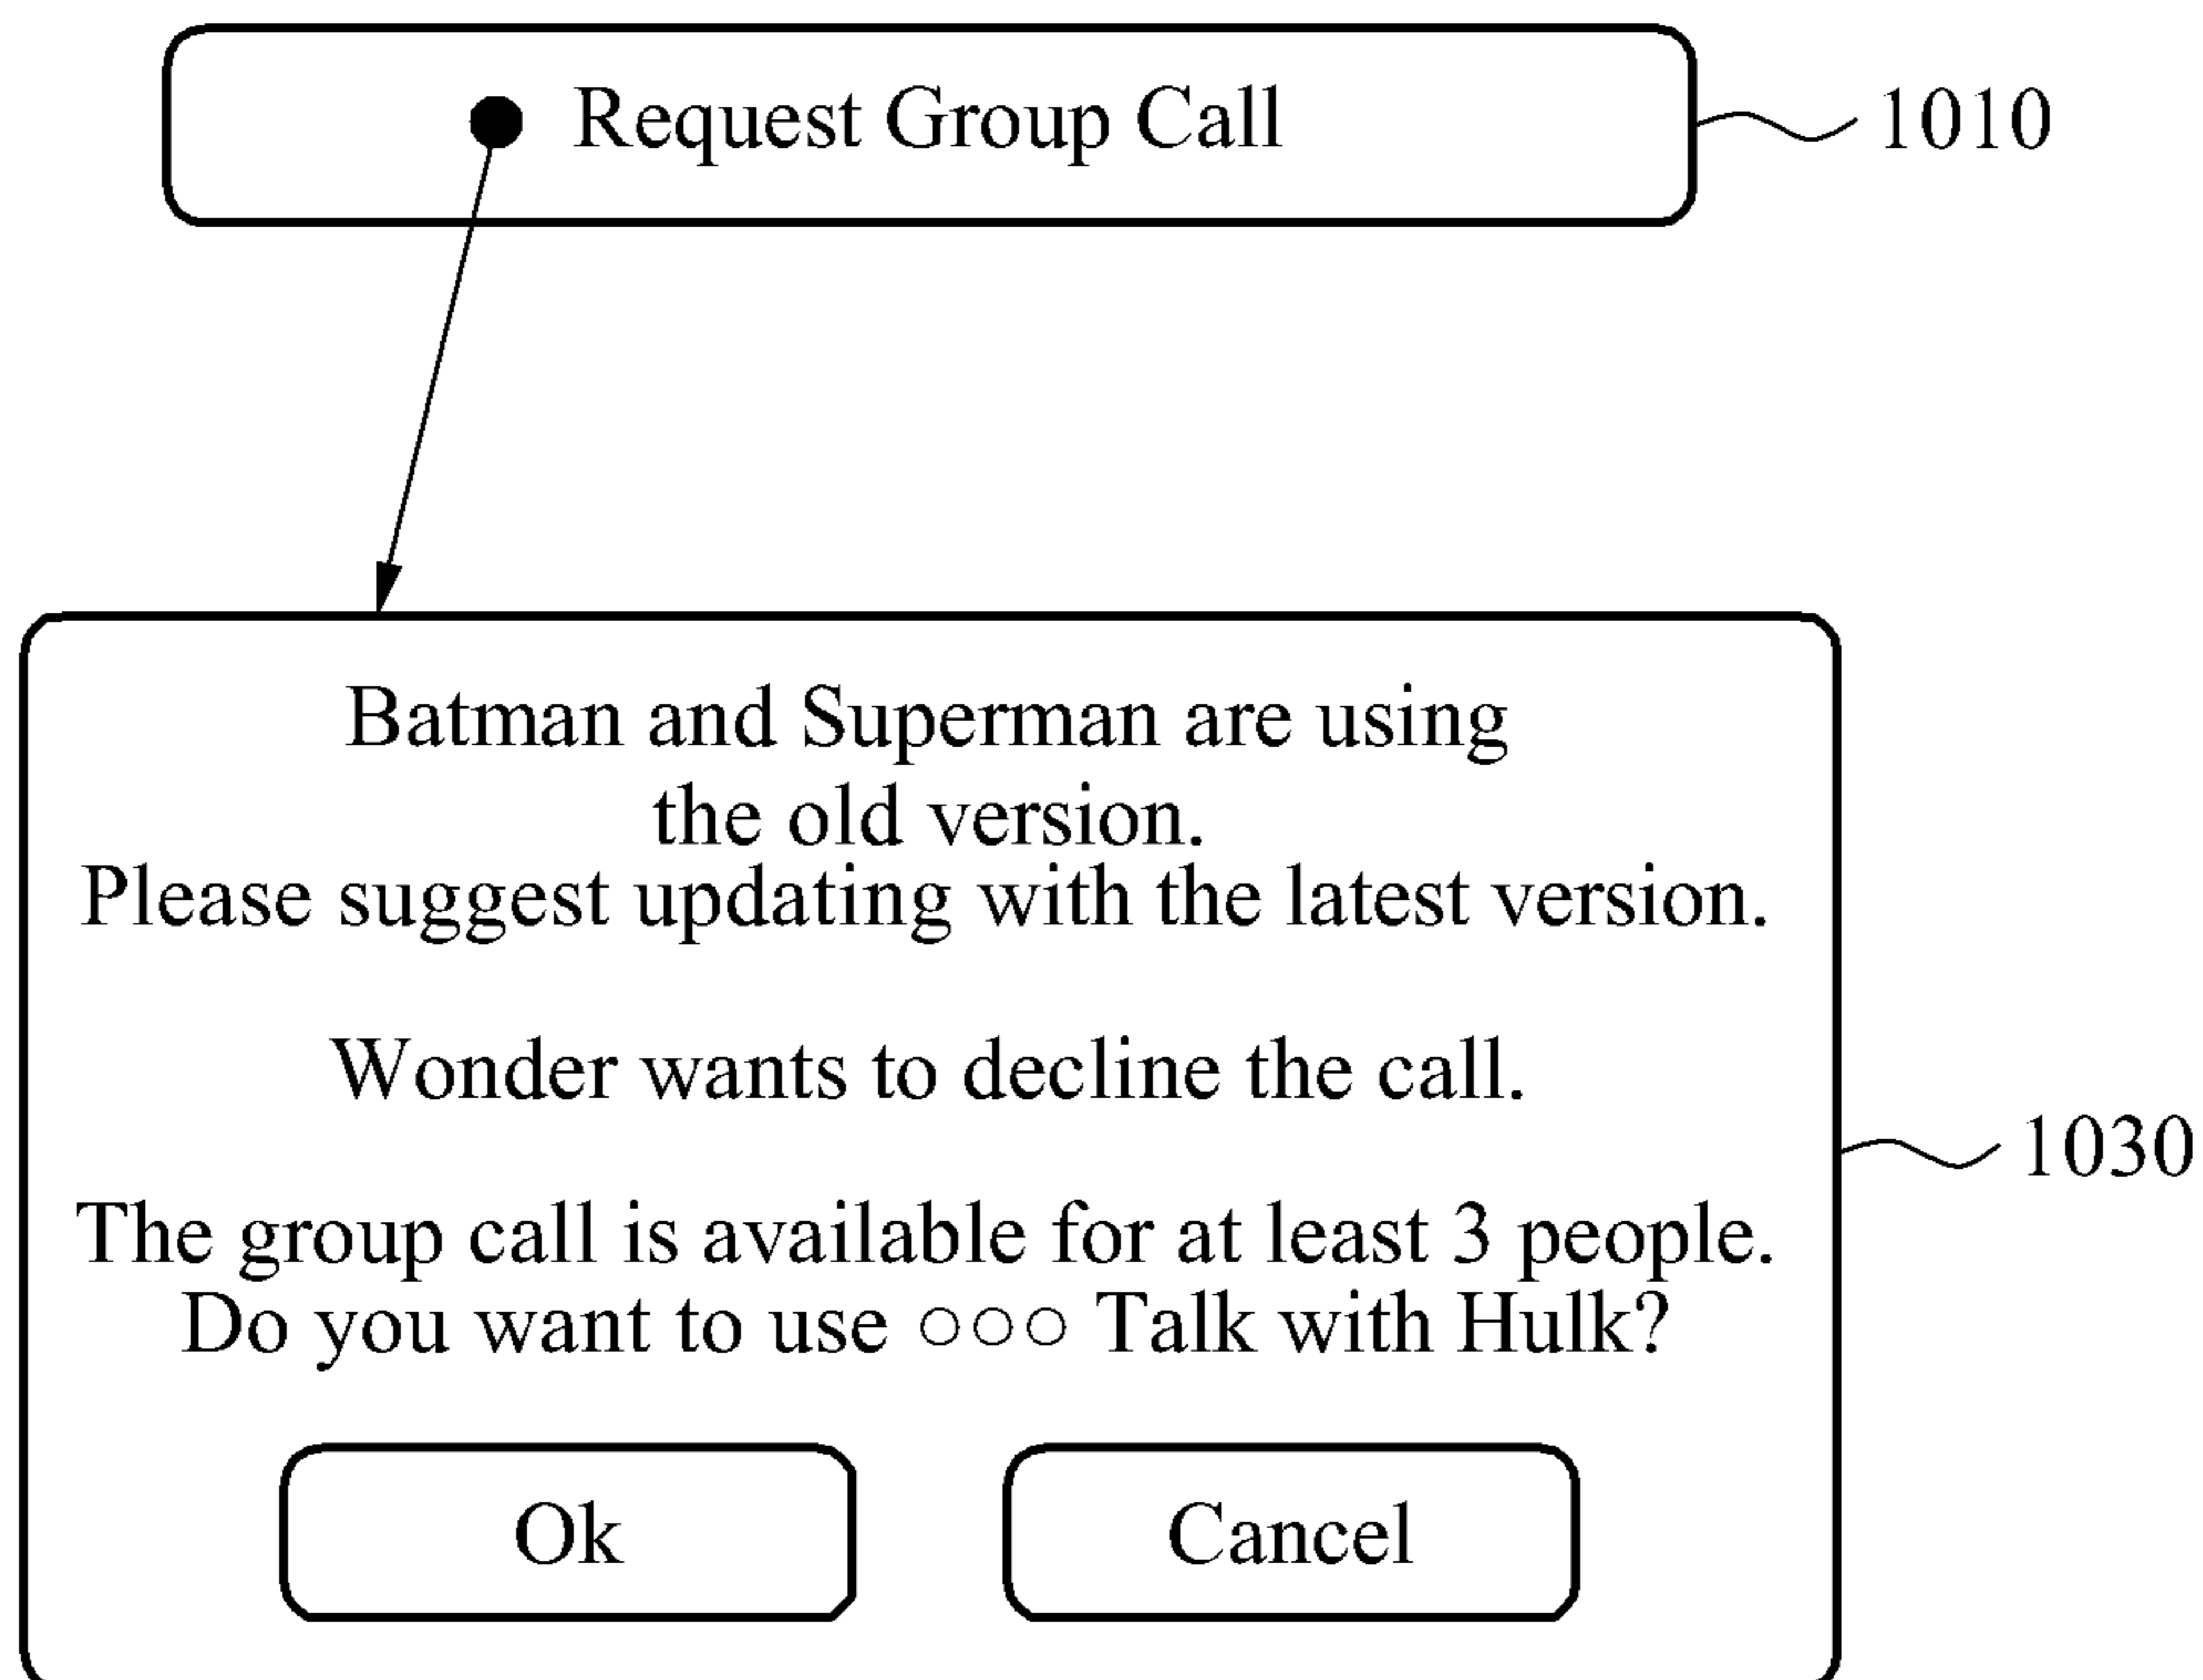 Request Group Call
1010
Batman and Superman are using
the old version.
Please suggest updating with the latest version.
Wonder wants to decline the call.
1030
The group call is available for at least 3 people.
Do you want to use ○○○ Talk with Hulk?
Ok
Cancel